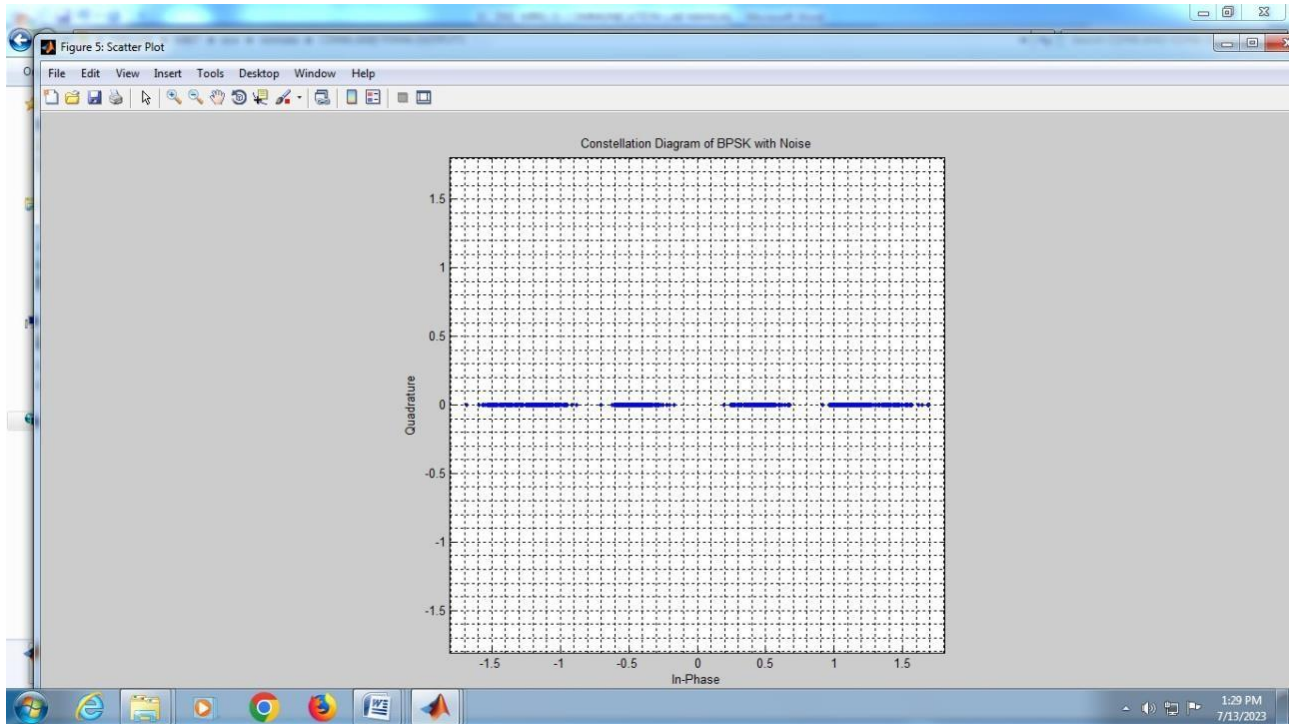 Figure 5: Scatter Plot
File Edit View Insert Tools Desktop Window Help
Constellation Diagram of BPSK with Noise
1.5
1
0.5
0
-0.5
-1
-1.5
Quadrature
-1.5 -1 -0.5 0 0.5 1 1.5
In-Phase
1:29 PM
7/13/2023